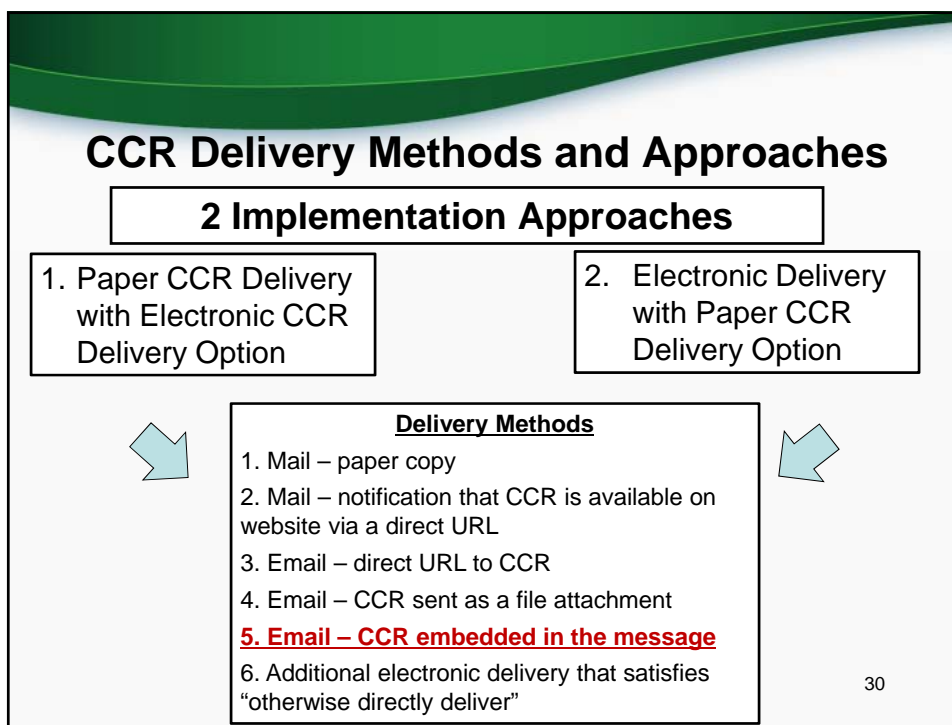 CCR Delivery Methods and Approaches
2 Implementation Approaches
1. Paper CCR Delivery
with Electronic CCR
Delivery Option
2. Electronic Delivery
with Paper CCR
Delivery Option
Delivery Methods
1. Mail – paper copy
2. Mail – notification that CCR is available on
website via a direct URL
3. Email – direct URL to CCR
4. Email – CCR sent as a file attachment
5. Email – CCR embedded in the message
6. Additional electronic delivery that satisfies
“otherwise directly deliver”
30